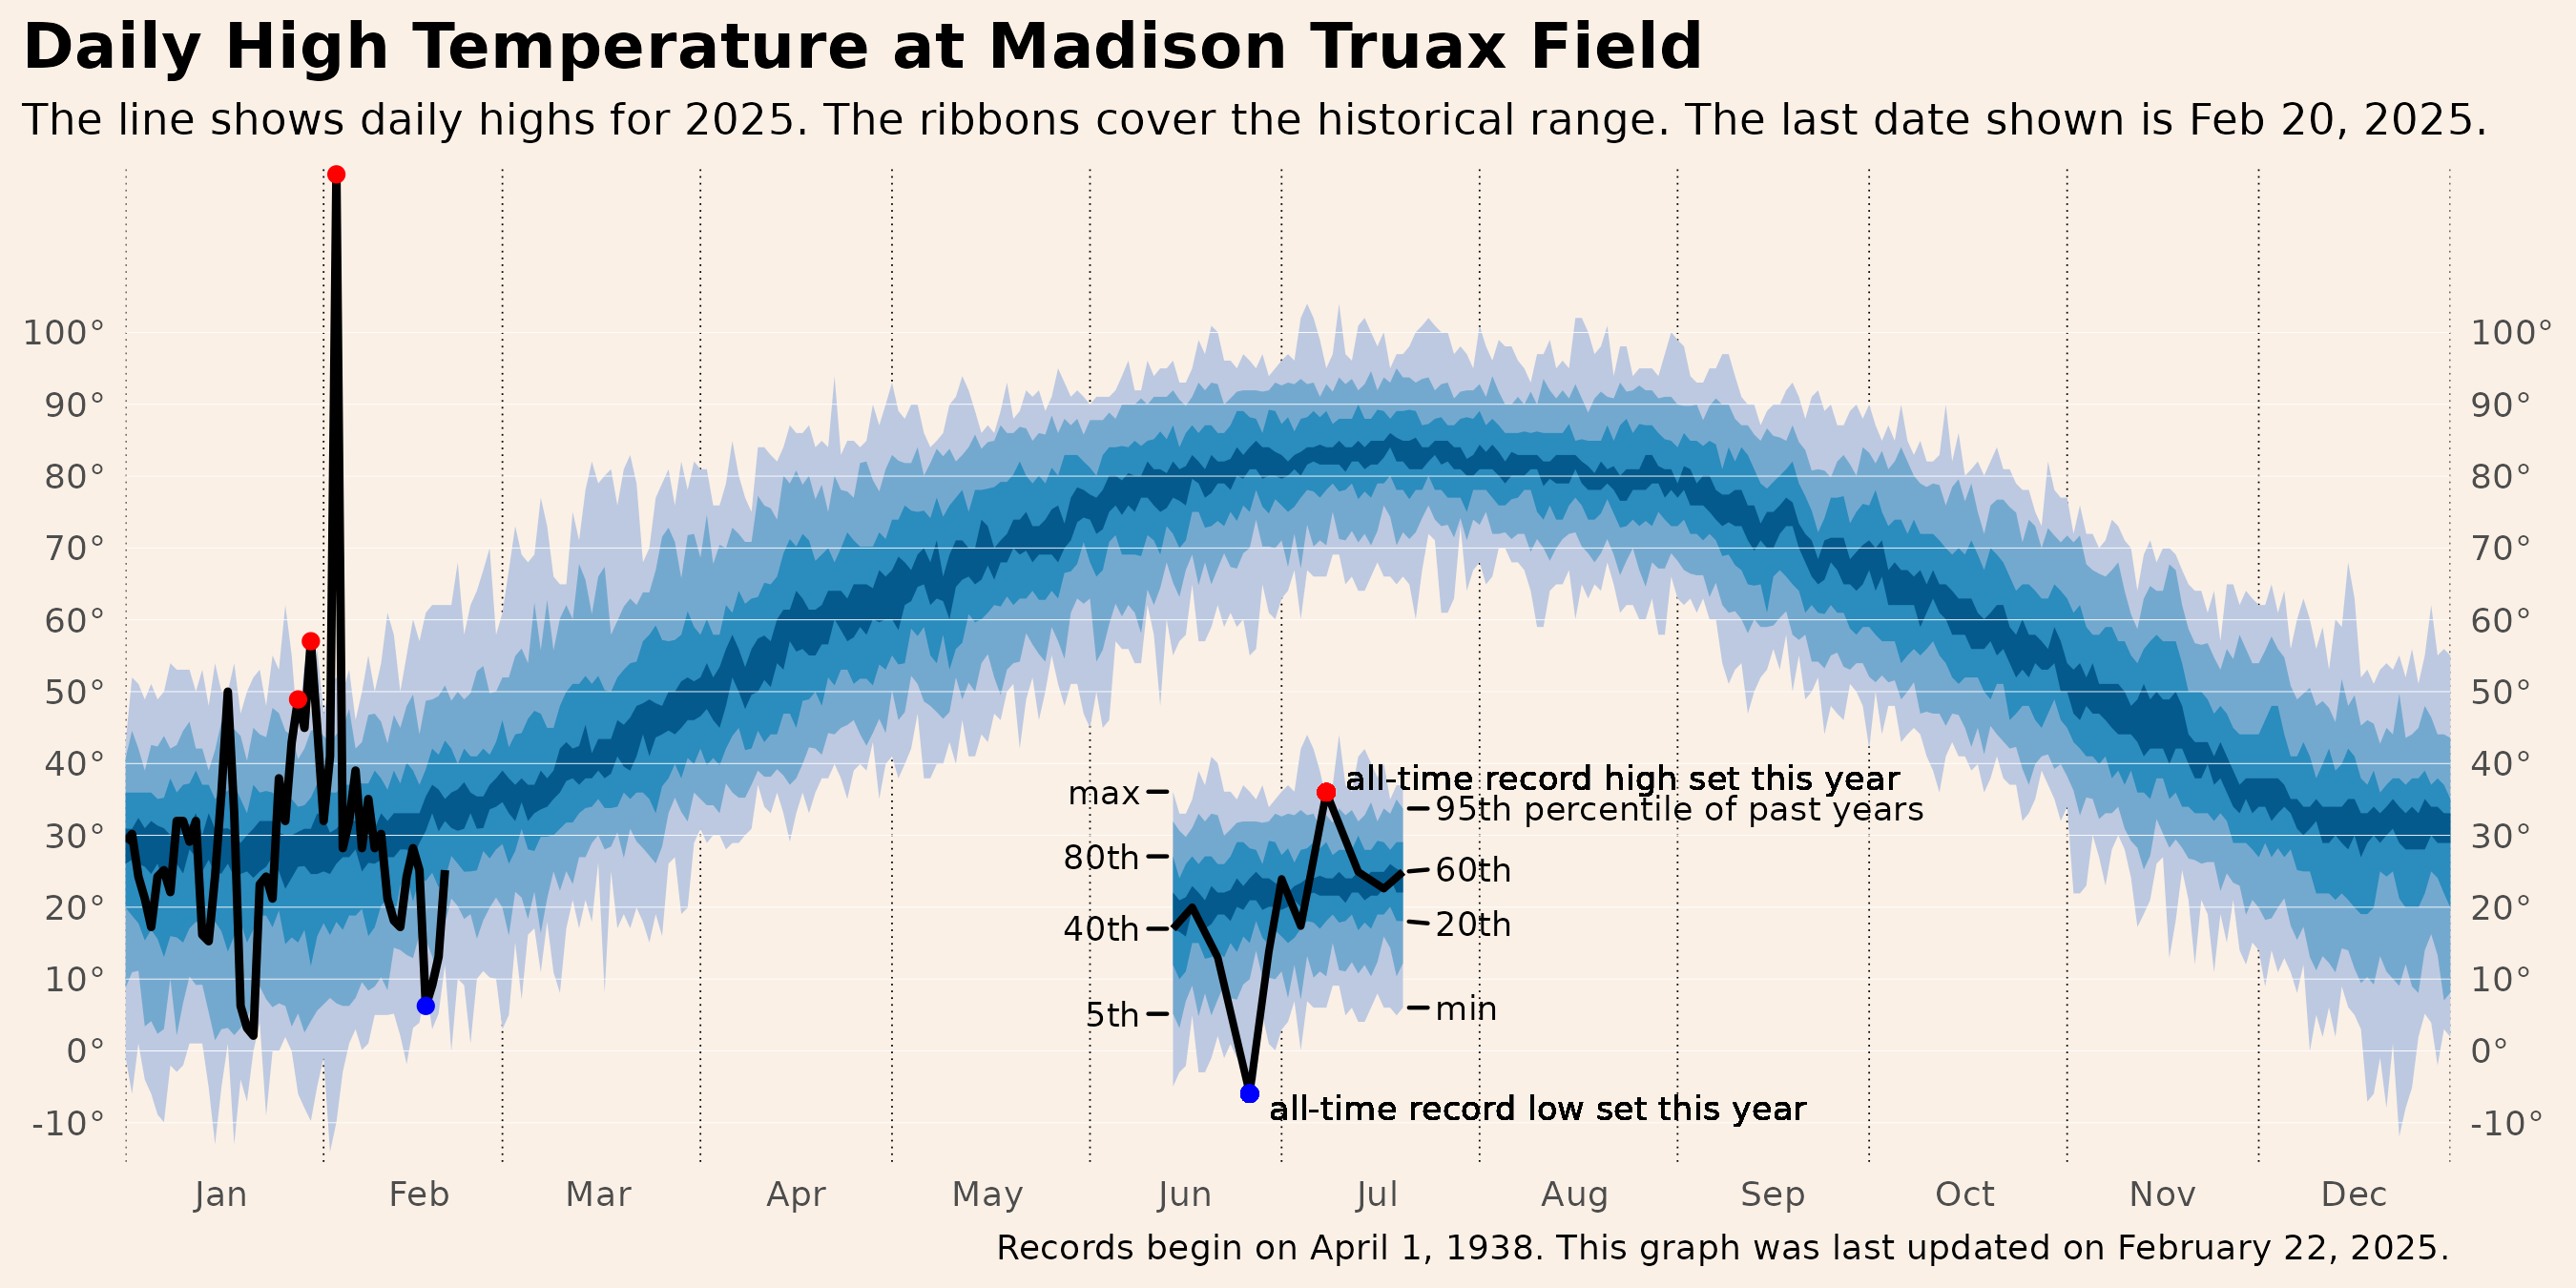 Daily High Temperature at Madison Truax Field
The line shows daily highs for 2025. The ribbons cover the historical range. The last date shown is Feb 20, 2025.
100° 100°
90° 90°
80° 80°
70° 70°
60° 60°
50° 50°
40° 40°
30° 30°
20° 20°
10° 10°
0° 0°
-10° -10°
all-time record high set this year
max
95th percentile of past years
80th
60th
20th
40th
min
5th
all-time record low set this year
Jan Feb Mar Apr May Jun Jul Aug Sep Oct Nov Dec
Records begin on April 1, 1938. This graph was last updated on February 22, 2025.